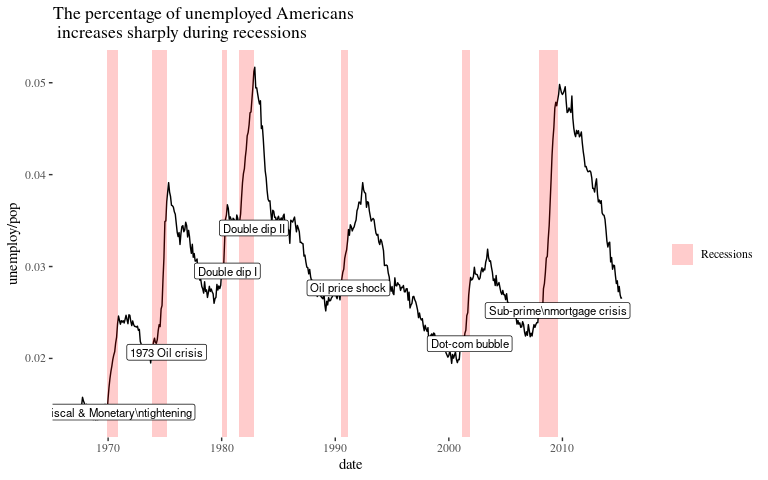 The percentage of unemployed Americans
increases sharply during recessions
0.05
0.04
0.03
0.02
unemploy/pop
Double dip II
Double dip I
Oil price shock
Sub-prime\nmortgage crisis
Dot-com bubble
1973 Oil crisis
iscal & Monetary\ntightening
Recessions
1970
1980
1990
2000
2010
date